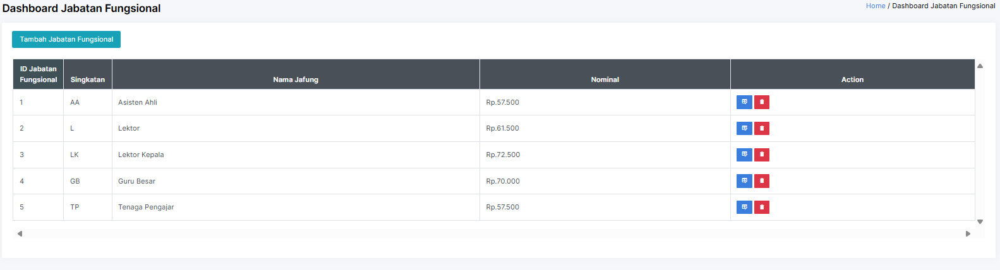 Dashboard Jabatan Fungsional
Home / Dashboard Jabatan Fungsional
Tambah Jabatan Fungsional
ID Jabatan Fungsional Singkatan Nama Jafung Nominal Action
1 AA Asisten Ahli Rp.57.500
2 L Lektor Rp.61.500
3 LK Lektor Kepala Rp.72.500
4 GB Guru Besar Rp.70.000
5 TP Tenaga Pengajar Rp.57.500